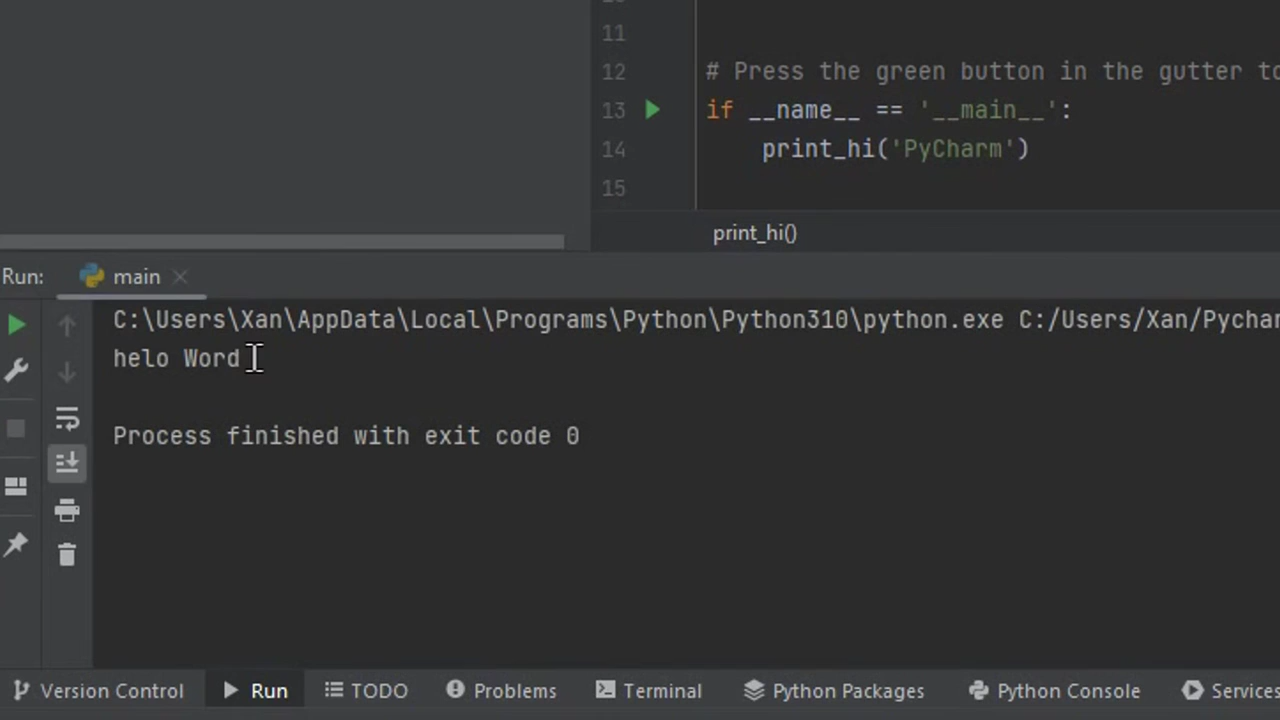 11
12 # Press the green button in the gutter to
13 if __name__ == '__main__':
14 print_hi('PyCharm')
15
print_hi()
Run: main
C:\Users\Xan\AppData\Local\Programs\Python\Python310\python.exe C:/Users/Xan/Pychar
helo Word
Process finished with exit code 0
Version Control Run TODO Problems Terminal Python Packages Python Console Services